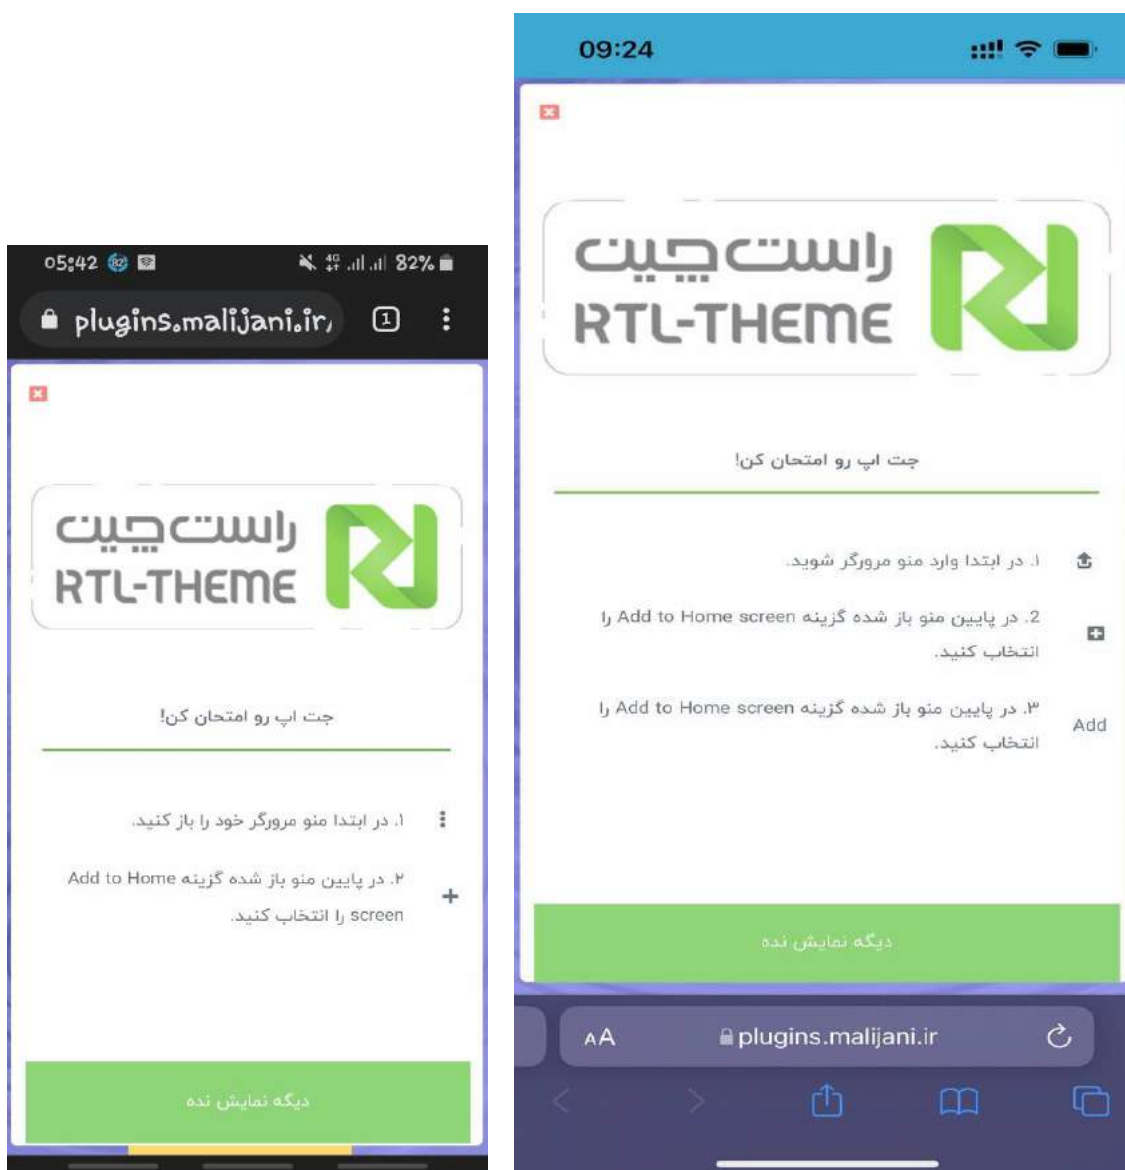 05:42
82
4G
82%
plugins.malijani.ir/
1
راست چین
RTL-THEME
جت اپ رو امتحان کن!
۱. در ابتدا منو مرورگر خود را باز کنید.
۲. در پایین منو باز شده گزینه Add to Home
screen را انتخاب کنید.
دیگه نمایش نده
09:24
راست چین
RTL-THEME
جت اپ رو امتحان کن!
۱. در ابتدا وارد منو مرورگر شوید.
2. در پایین منو باز شده گزینه Add to Home screen را
انتخاب کنید.
۳. در پایین منو باز شده گزینه Add to Home screen را
انتخاب کنید.
Add
دیگه نمایش نده
AA
plugins.malijani.ir